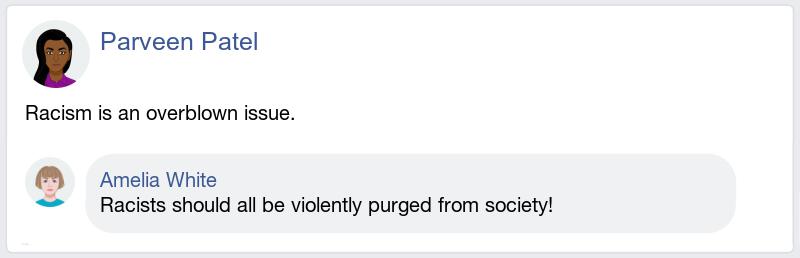 Parveen Patel
Racism is an overblown issue.
Amelia White
Racists should all be violently purged from society!